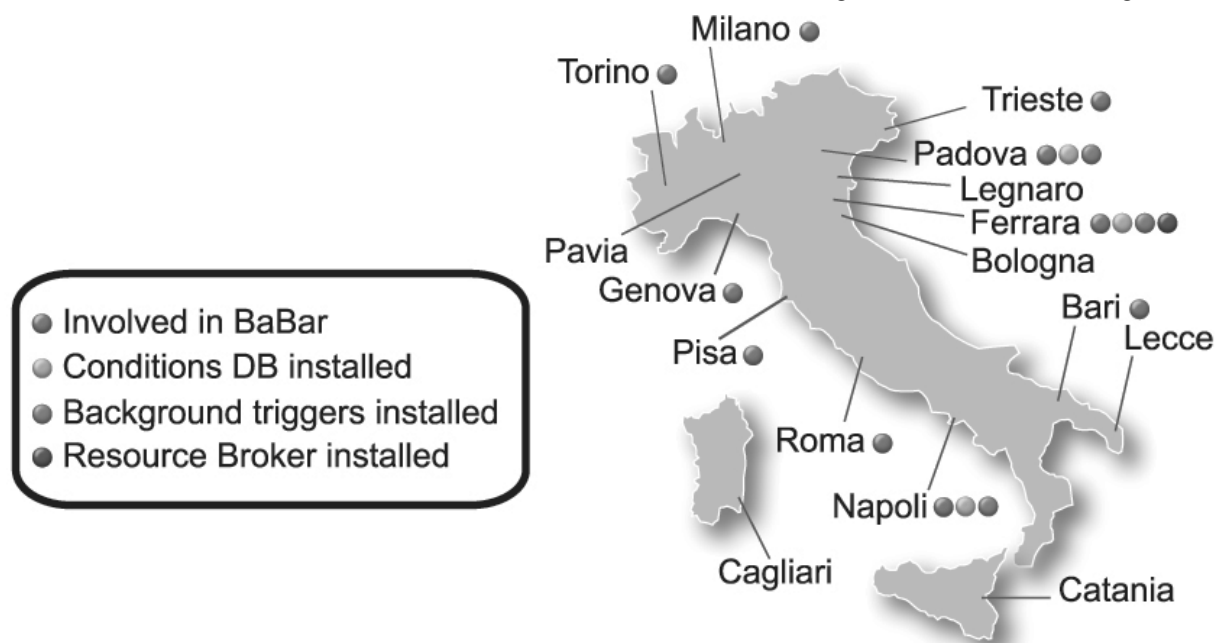 Milano
Torino
Trieste
Padova
Legnaro
Ferrara
Bologna
Pavia
Genova
Pisa
Bari
Lecce
Roma
Napoli
Cagliari
Catania
Involved in BaBar
Conditions DB installed
Background triggers installed
Resource Broker installed